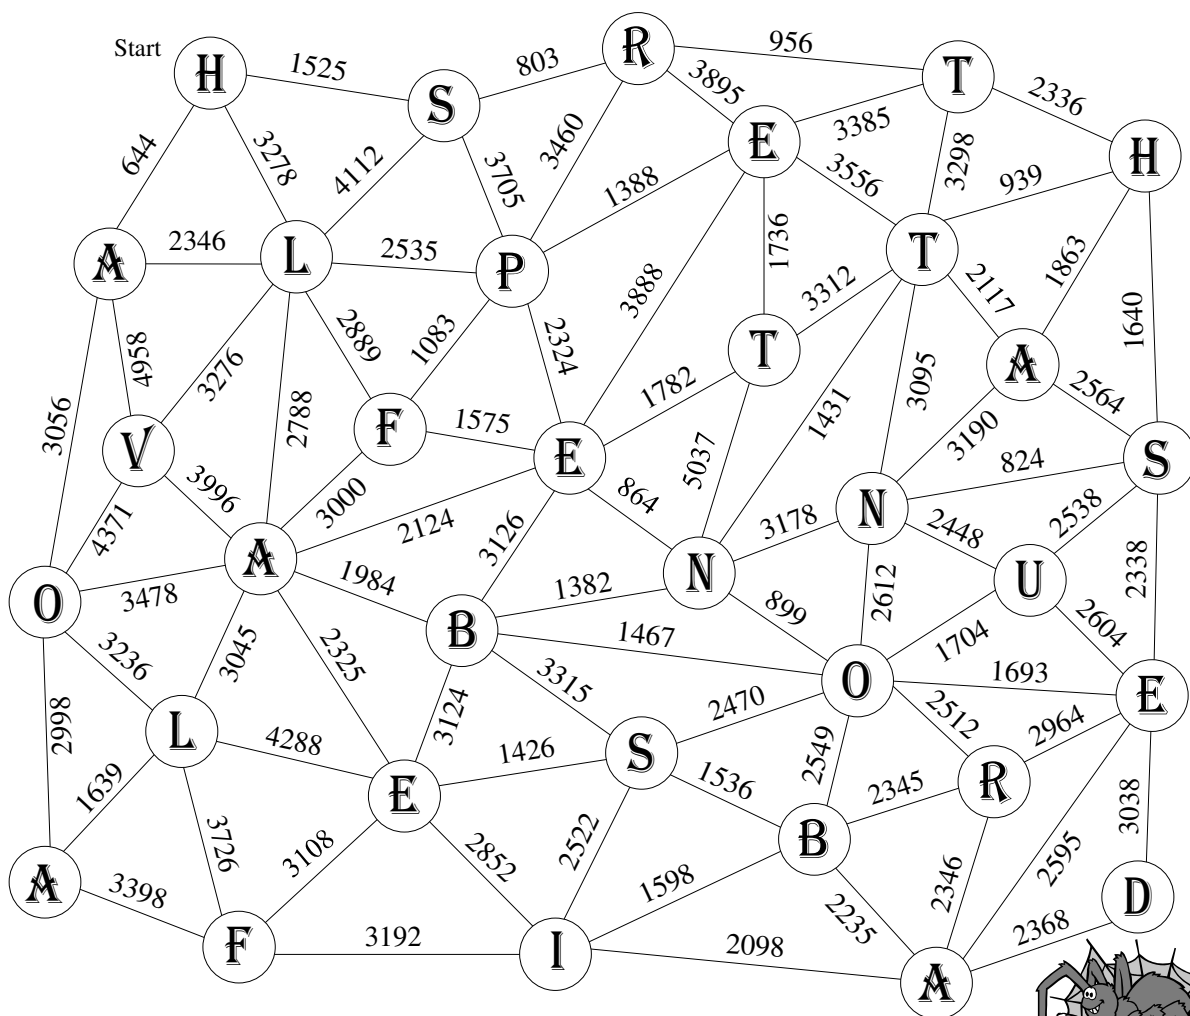 Start
H 1525 S 803 R 956 T
3895 3385 2336
644 3278 4112 3705 3460 E 3298 H
1388 3556 939
A 2346 L 2535 P 1736 T 1863
3888 3312 2117 1640
4958 3276 2889 1083 2324 T A
3056 2788 1782 1431 3095 2564
V F 1575 E 5037 3190 824 S
3996 3000 864 N 2538
4371 2124 3126 3178 2448 2338
A 1984 1382 N U
O 3478 B 899 2612 2604
3236 3045 2325 1467 1704
3315 O 1693 E
2998 L 3124 2470 2512 2964
4288 1426 S 2549 R
1639 E 1536 2345 3038
3726 3108 2852 2522 B 2346 2595
A 3398 1598 2235 D
F 3192 I 2098 A 2368